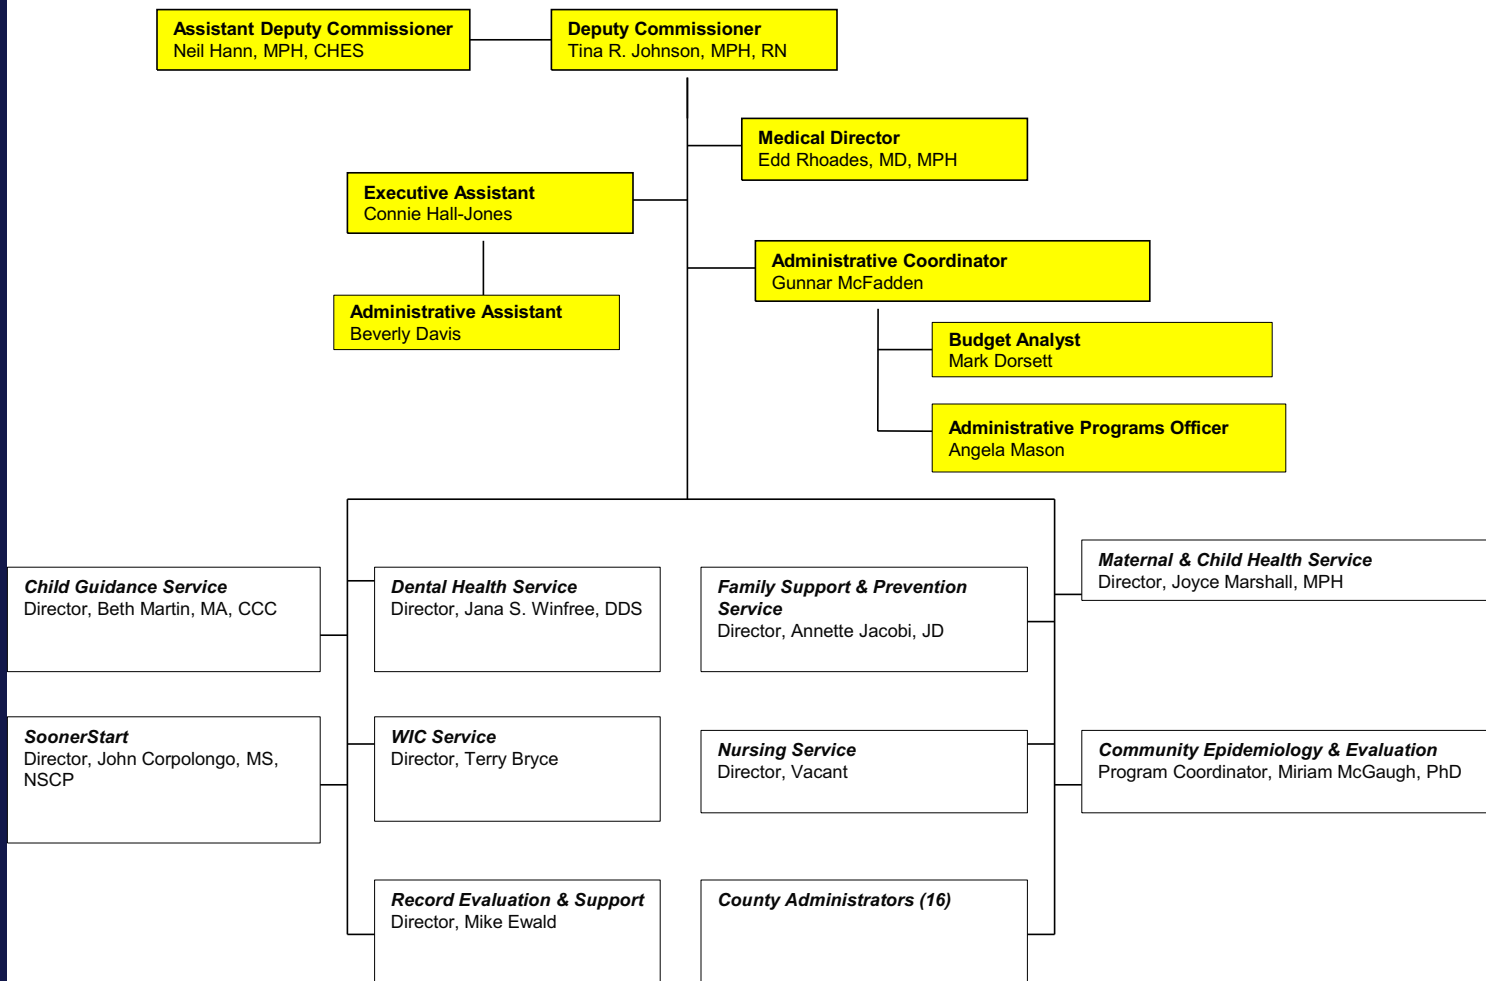 Assistant Deputy Commissioner
Neil Hann, MPH, CHES
Deputy Commissioner
Tina R. Johnson, MPH, RN
Medical Director
Edd Rhoades, MD, MPH
Executive Assistant
Connie Hall-Jones
Administrative Coordinator
Gunnar McFadden
Administrative Assistant
Beverly Davis
Budget Analyst
Mark Dorsett
Administrative Programs Officer
Angela Mason
Child Guidance Service
Director, Beth Martin, MA, CCC
Dental Health Service
Director, Jana S. Winfree, DDS
Family Support & Prevention
Service
Director, Annette Jacobi, JD
Maternal & Child Health Service
Director, Joyce Marshall, MPH
SoonerStart
Director, John Corpolongo, MS,
NSCP
WIC Service
Director, Terry Bryce
Nursing Service
Director, Vacant
Community Epidemiology & Evaluation
Program Coordinator, Miriam McGaugh, PhD
Record Evaluation & Support
Director, Mike Ewald
County Administrators (16)